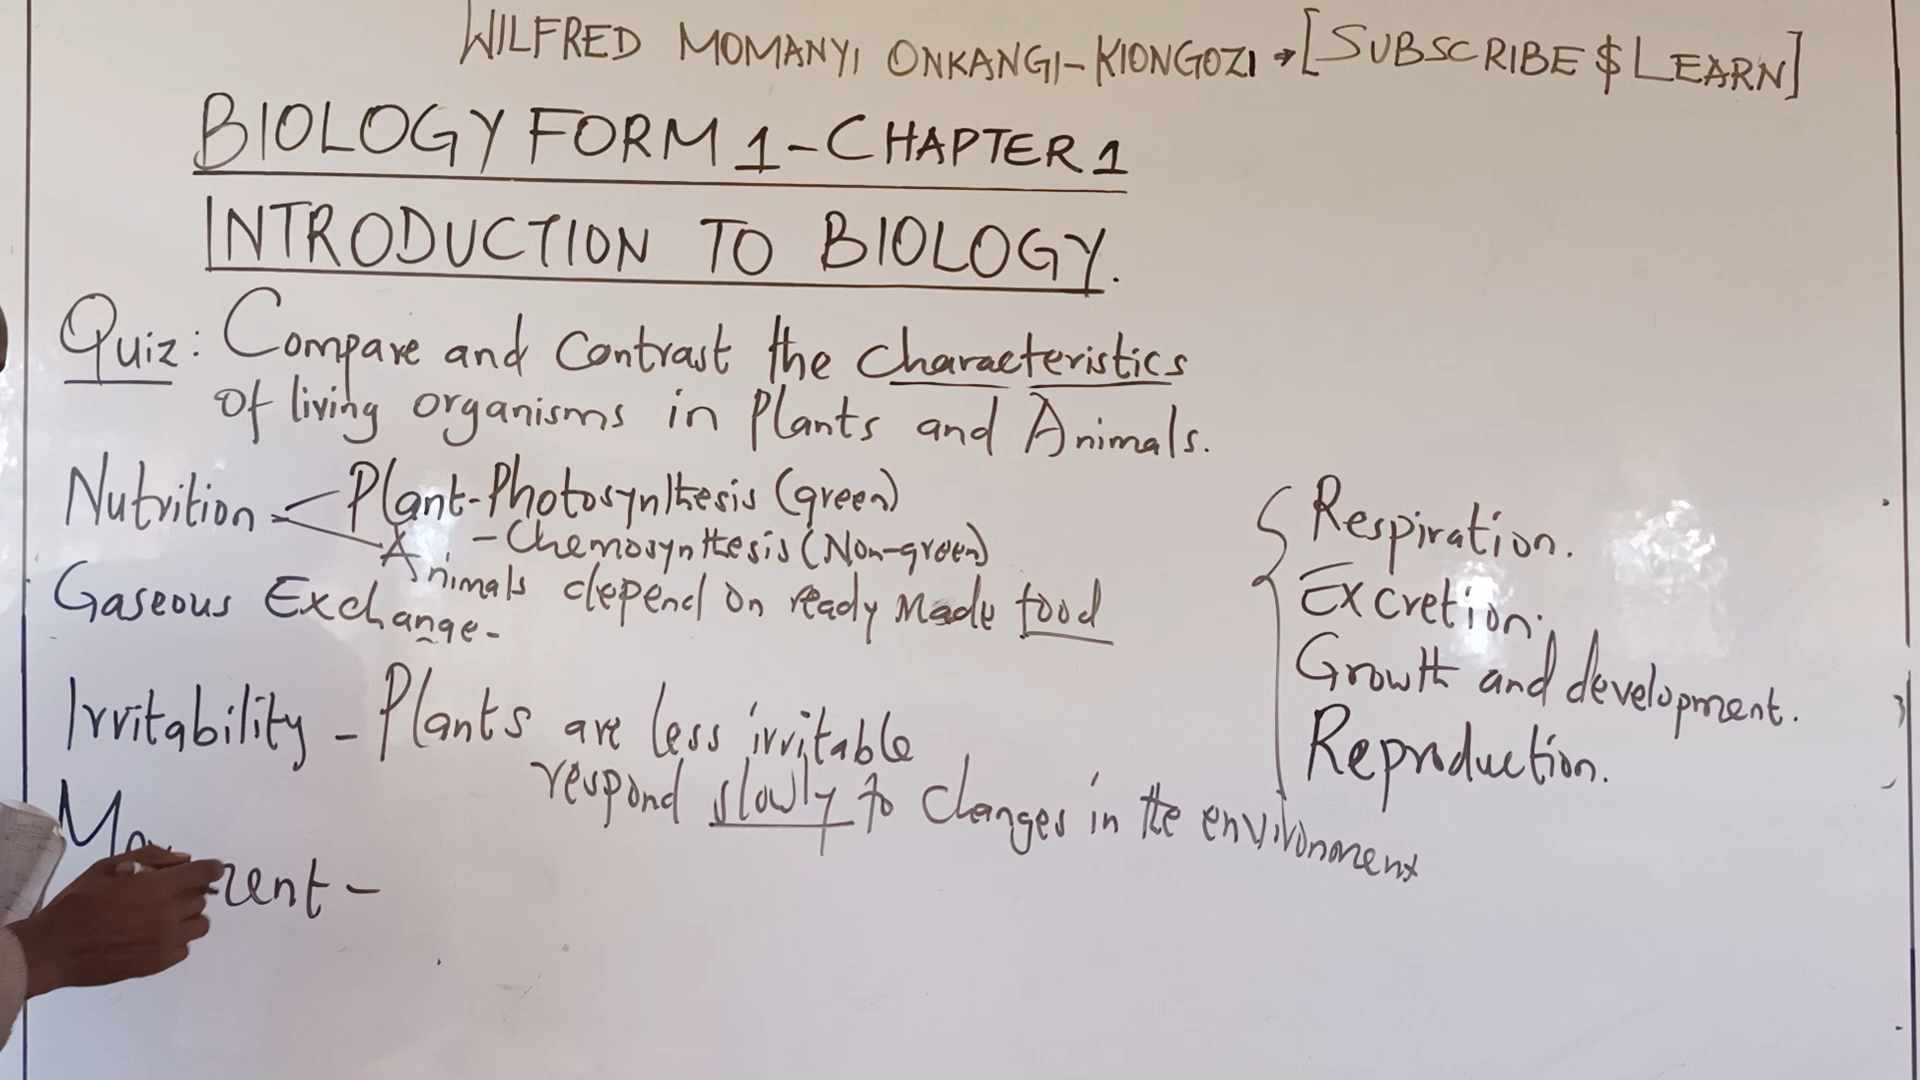 WILFRED MOMANYI ONKANGI-KIONGOZI → [SUBSCRIBE $ LEARN]
BIOLOGY FORM 1 - CHAPTER 1
INTRODUCTION TO BIOLOGY.
Quiz: Compare and Contrast the Characteristics
of living organisms in Plants and Animals.
Nutrition - Plant-Photosynthesis (green)
- Chemosynthesis (Non-green)
Animals depend on ready made food
Gaseous Exchange -
Irritability - Plants are less irritable
respond slowly to changes in the environment
Movement -
Respiration.
Excretion.
Growth and development.
Reproduction.